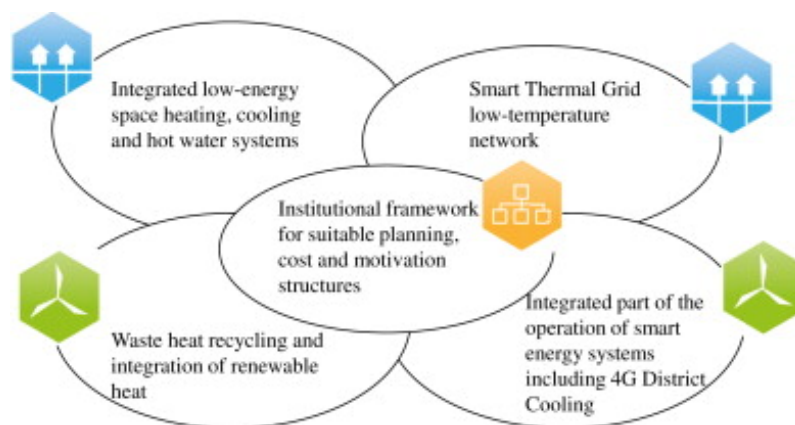 Integrated low-energy
space heating, cooling
and hot water systems
Smart Thermal Grid
low-temperature
network
Institutional framework
for suitable planning,
cost and motivation
structures
Waste heat recycling and
integration of renewable
heat
Integrated part of the
operation of smart
energy systems
including 4G District
Cooling